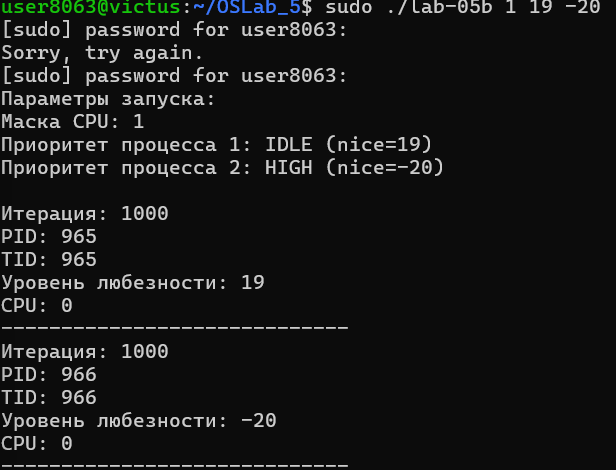 user8063@victus:~/OSLab_5$ sudo ./lab-05b 1 19 -20
[sudo] password for user8063:
Sorry, try again.
[sudo] password for user8063:
Параметры запуска:
Маска CPU: 1
Приоритет процесса 1: IDLE (nice=19)
Приоритет процесса 2: HIGH (nice=-20)
Итерация: 1000
PID: 965
TID: 965
Уровень любезности: 19
CPU: 0
-----------------------------
Итерация: 1000
PID: 966
TID: 966
Уровень любезности: -20
CPU: 0
-----------------------------